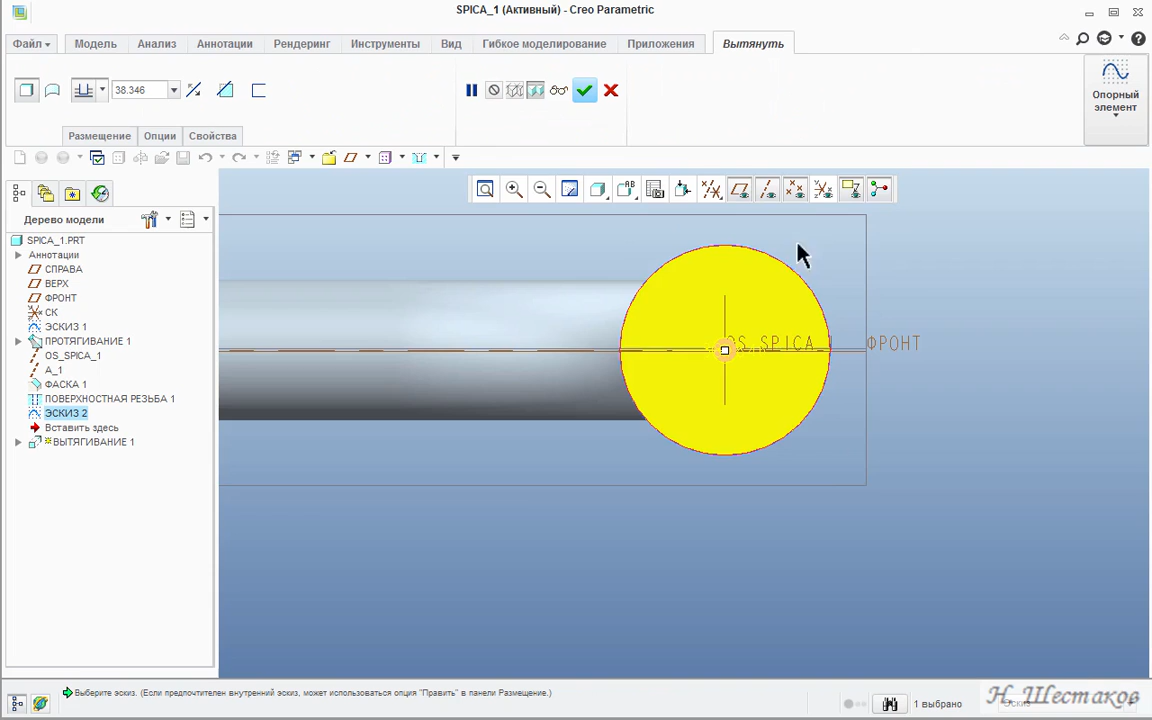 SPICA_1 (Активный) - Creo Parametric
Файл Модель Анализ Аннотации Рендеринг Инструменты Вид Гибкое моделирование Приложения Вытянуть
38.346
Опорный
элемент
Размещение Опции Свойства
Дерево модели
SPICA_1.PRT
Аннотации
СПРАВА
ВЕРХ
ФРОНТ
СК
ЭСКИЗ 1
ПРОТЯГИВАНИЕ 1
OS_SPICA_1
A_1
ФАСКА 1
ПОВЕРХНОСТНАЯ РЕЗЬБА 1
ЭСКИЗ 2
Вставить здесь
ВЫТЯГИВАНИЕ 1
OS_SPICA_1 ФРОНТ
Выберите эскиз. (Если предпочтителен внутренний эскиз, может использоваться опция "Править" в панели Размещение.)
1 выбрано
Эскиз
Н. Шестаков